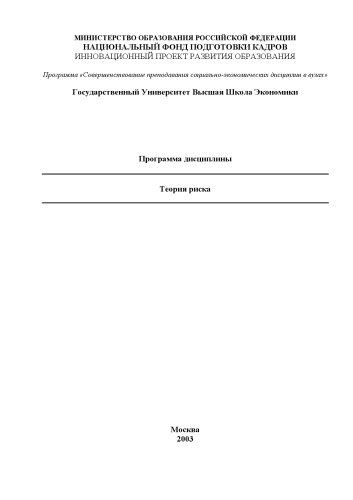 МИНИСТЕРСТВО ОБРАЗОВАНИЯ РОССИЙСКОЙ ФЕДЕРАЦИИ
НАЦИОНАЛЬНЫЙ ФОНД ПОДГОТОВКИ КАДРОВ
ИННОВАЦИОННЫЙ ПРОЕКТ РАЗВИТИЯ ОБРАЗОВАНИЯ
Программа «Совершенствование преподавания социально-экономических дисциплин в вузах»
Государственный Университет Высшая Школа Экономики
Программа дисциплины
Теория риска
Москва
2003